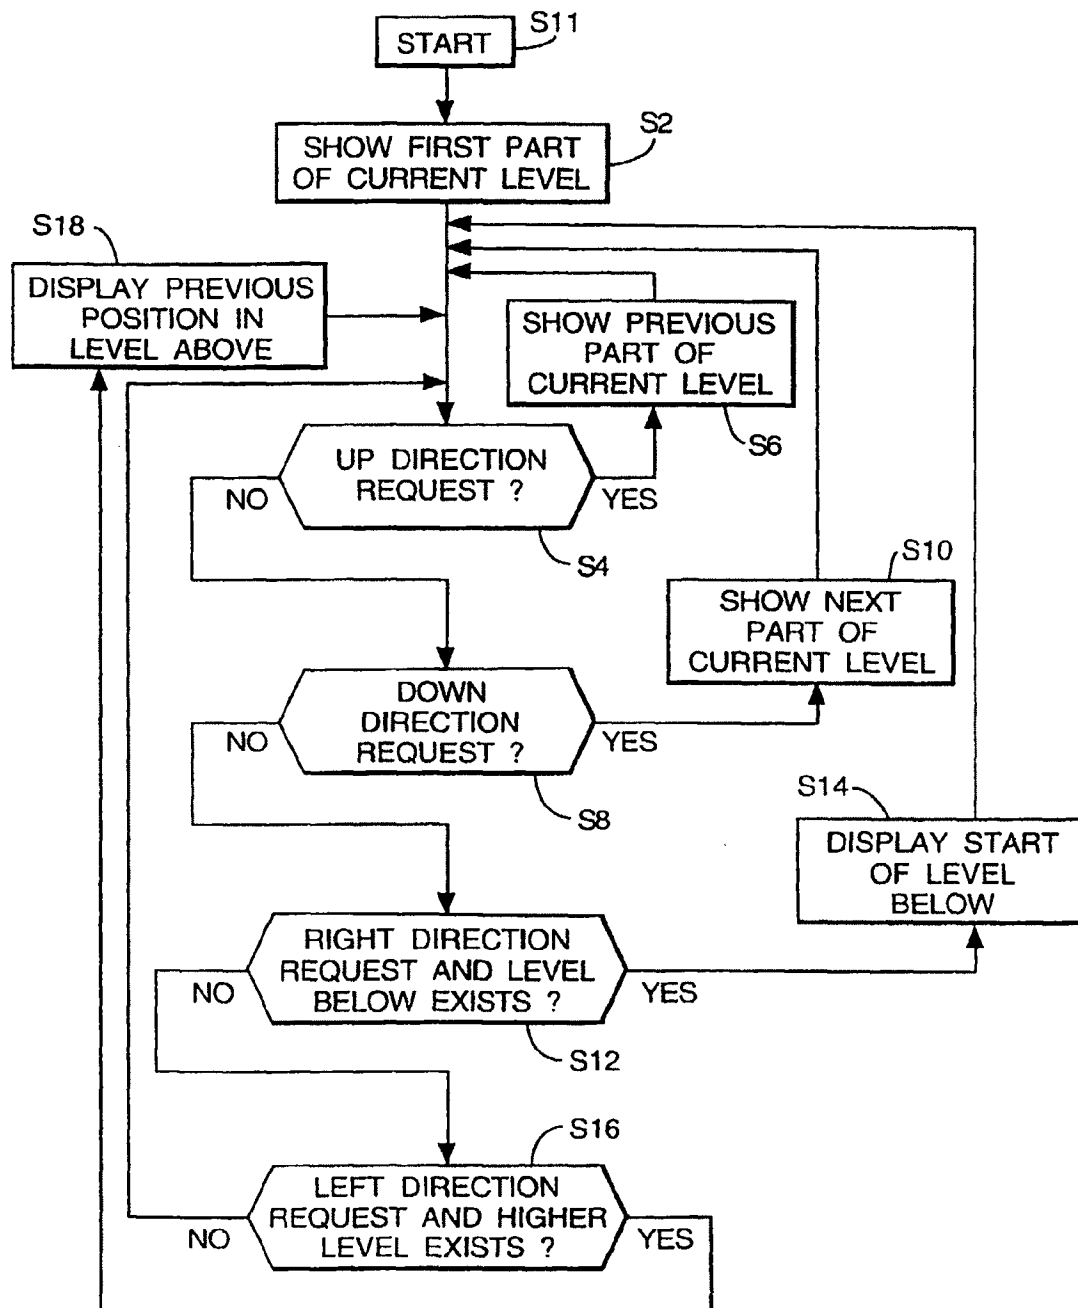 START
S11
SHOW FIRST PART
OF CURRENT LEVEL
S2
S18
DISPLAY PREVIOUS
POSITION IN
LEVEL ABOVE
SHOW PREVIOUS
PART OF
CURRENT LEVEL
S6
UP DIRECTION
REQUEST ?
NO
YES
S4
S10
SHOW NEXT
PART OF
CURRENT LEVEL
DOWN
DIRECTION
REQUEST ?
NO
YES
S8
S14
DISPLAY START
OF LEVEL
BELOW
RIGHT DIRECTION
REQUEST AND LEVEL
BELOW EXISTS ?
NO
YES
S12
S16
LEFT DIRECTION
REQUEST AND HIGHER
LEVEL EXISTS ?
NO
YES